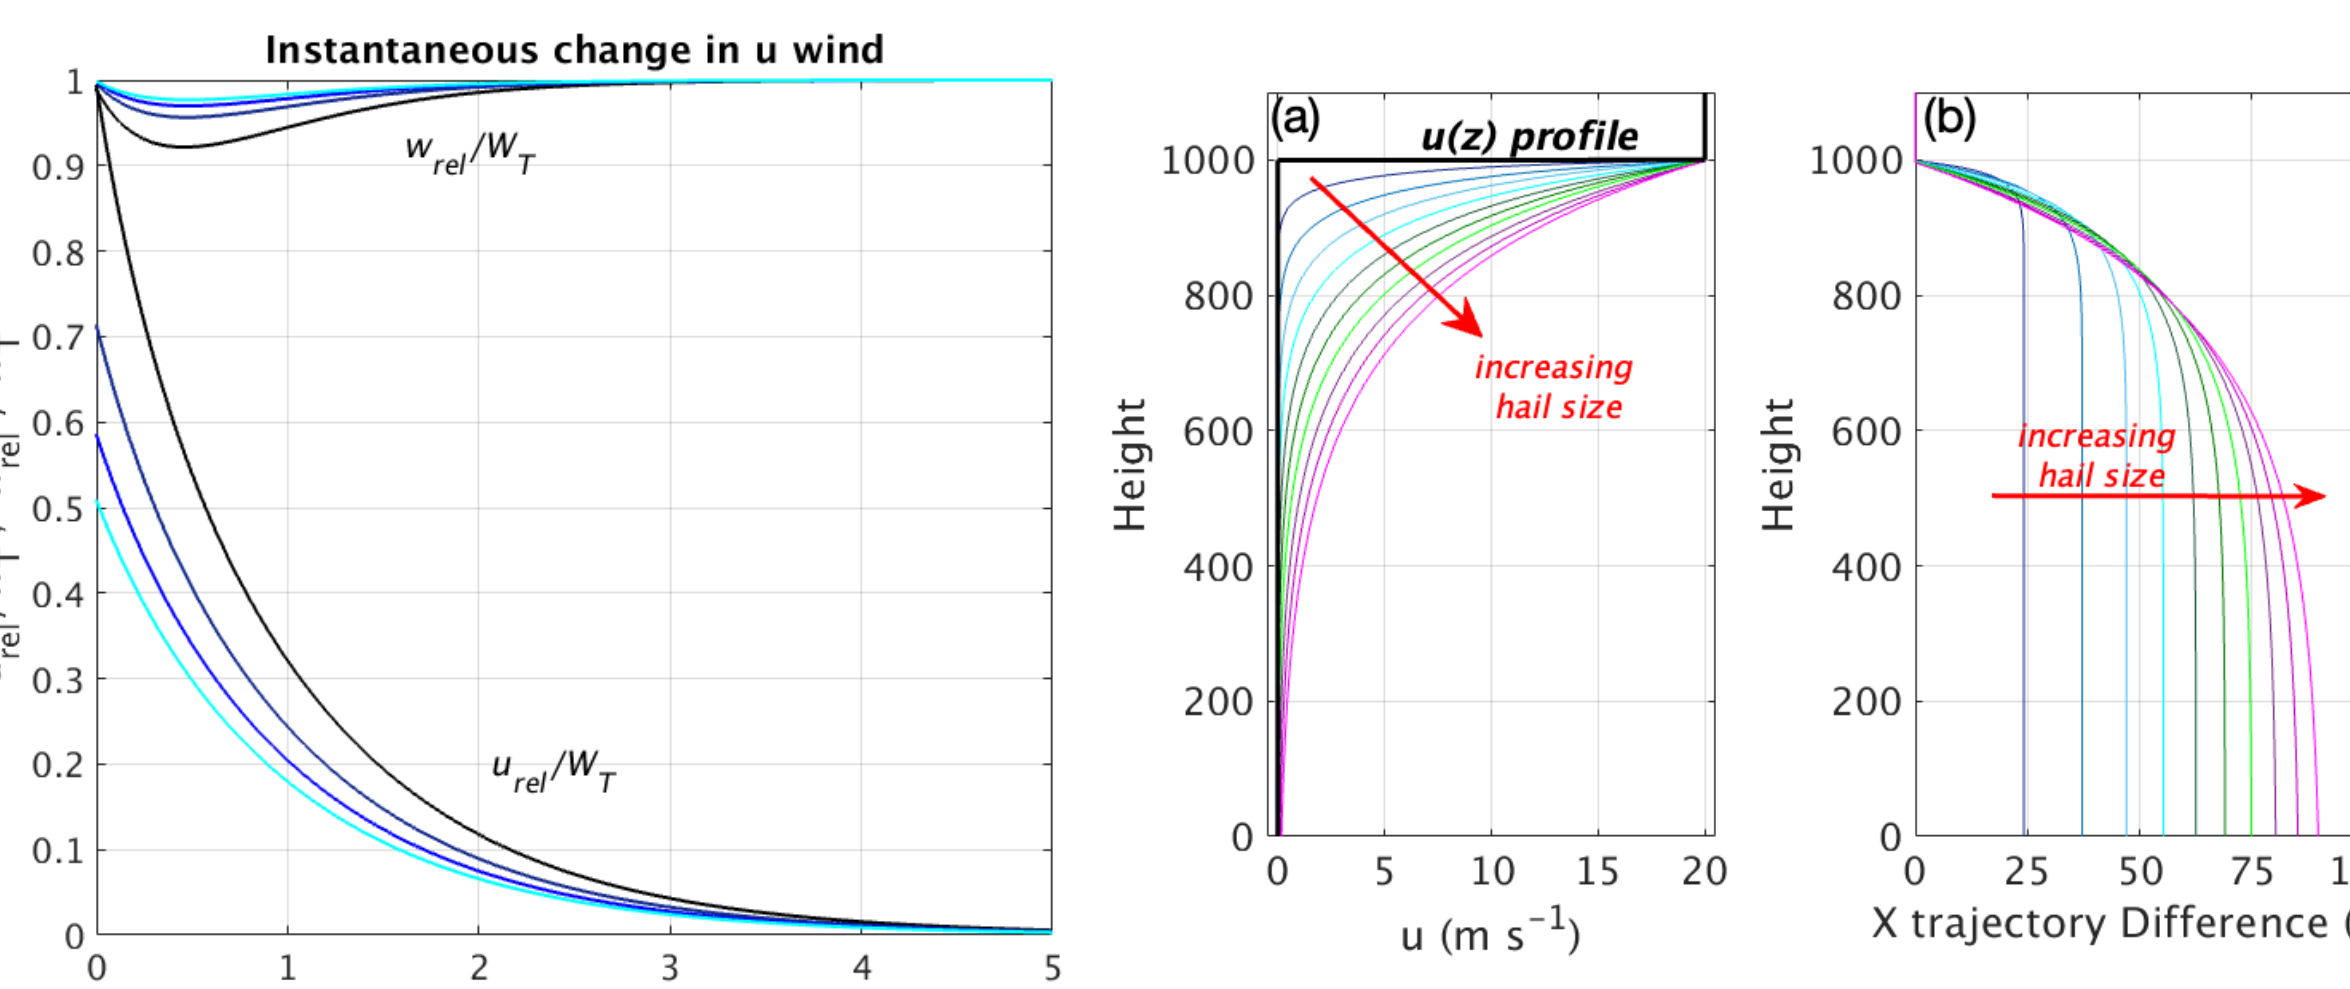 Instantaneous change in u wind
1
0.9
0.8
0.7
0.6
0.5
0.4
0.3
0.2
0.1
0
w_rel/W_T
u_rel/W_T
0 1 2 3 4 5
(a)
u(z) profile
1000
800
600
400
200
0
Height
increasing
hail size
0 5 10 15 20
u (m s⁻¹)
(b)
1000
800
600
400
200
0
Height
increasing
hail size
0 25 50 75
X trajectory Difference (